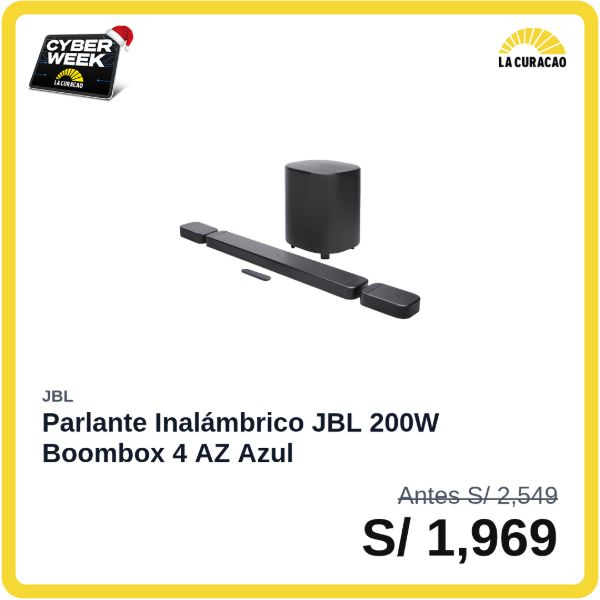 CYBER
WEEK
LA CURACAO
LA CURACAO
JBL
Parlante Inalámbrico JBL 200W
Boombox 4 AZ Azul
Antes S/ 2,549
S/ 1,969